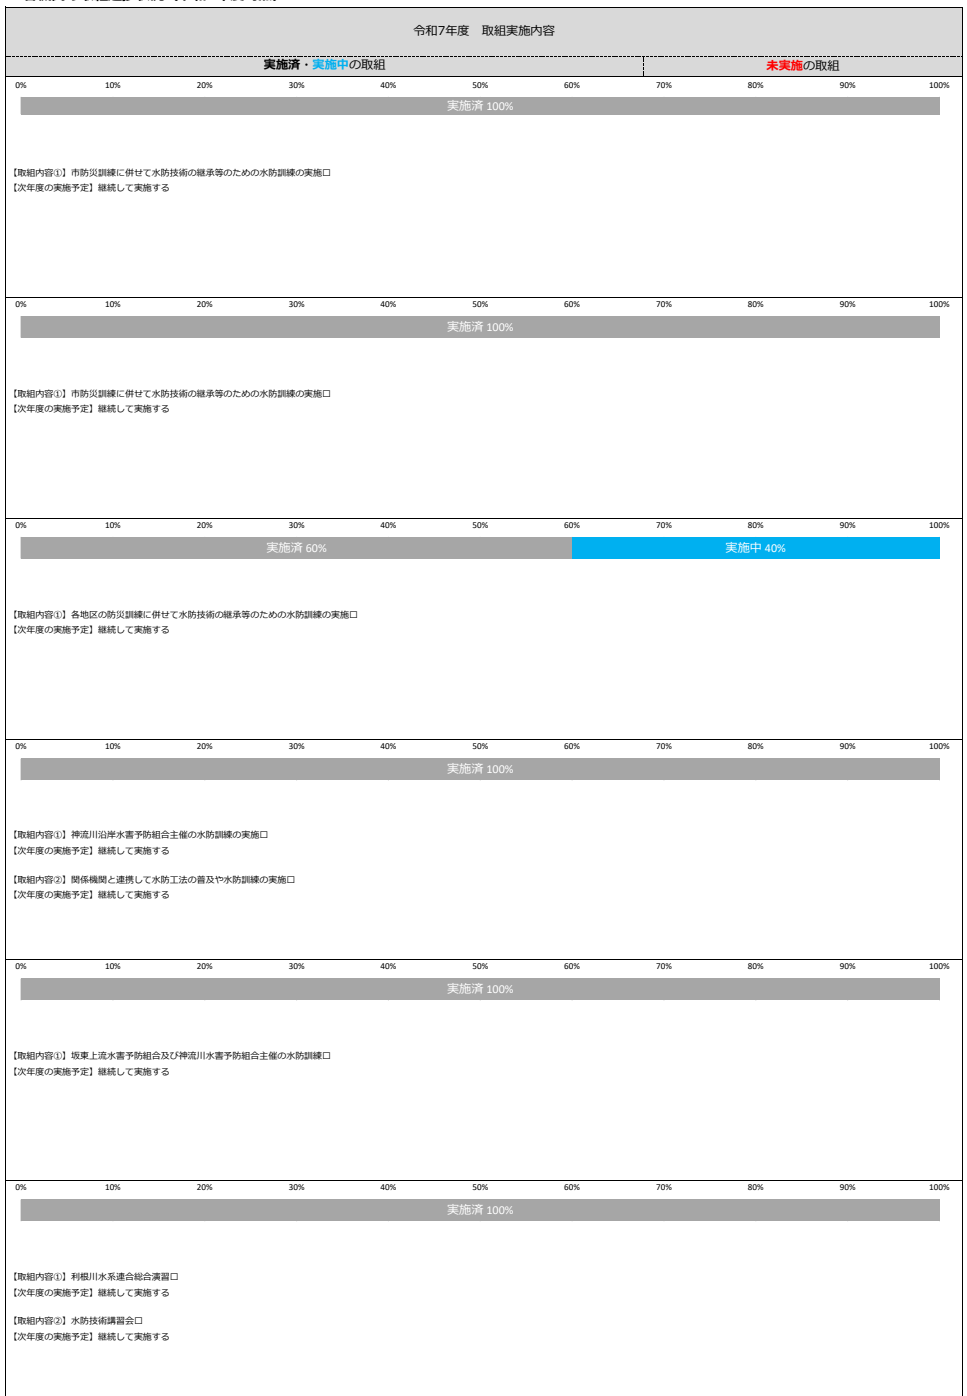 令和7年度　取組実施内容
実施済・実施中の取組
未実施の取組
0% 10% 20% 30% 40% 50% 60% 70% 80% 90% 100%
実施済 100%
【取組内容①】市防災訓練に併せて水防技術の継承等のための水防訓練の実施□
【次年度の実施予定】継続して実施する
0% 10% 20% 30% 40% 50% 60% 70% 80% 90% 100%
実施済 100%
【取組内容①】市防災訓練に併せて水防技術の継承等のための水防訓練の実施□
【次年度の実施予定】継続して実施する
0% 10% 20% 30% 40% 50% 60% 70% 80% 90% 100%
実施済 60% 実施中 40%
【取組内容①】各地区の防災訓練に併せて水防技術の継承等のための水防訓練の実施□
【次年度の実施予定】継続して実施する
0% 10% 20% 30% 40% 50% 60% 70% 80% 90% 100%
実施済 100%
【取組内容①】神流川沿岸水害予防組合主催の水防訓練の実施□
【次年度の実施予定】継続して実施する
【取組内容②】関係機関と連携して水防工法の普及や水防訓練の実施□
【次年度の実施予定】継続して実施する
0% 10% 20% 30% 40% 50% 60% 70% 80% 90% 100%
実施済 100%
【取組内容①】坂東上流水害予防組合及び神流川水害予防組合主催の水防訓練□
【次年度の実施予定】継続して実施する
0% 10% 20% 30% 40% 50% 60% 70% 80% 90% 100%
実施済 100%
【取組内容①】利根川水系連合総合演習□
【次年度の実施予定】継続して実施する
【取組内容②】水防技術講習会□
【次年度の実施予定】継続して実施する